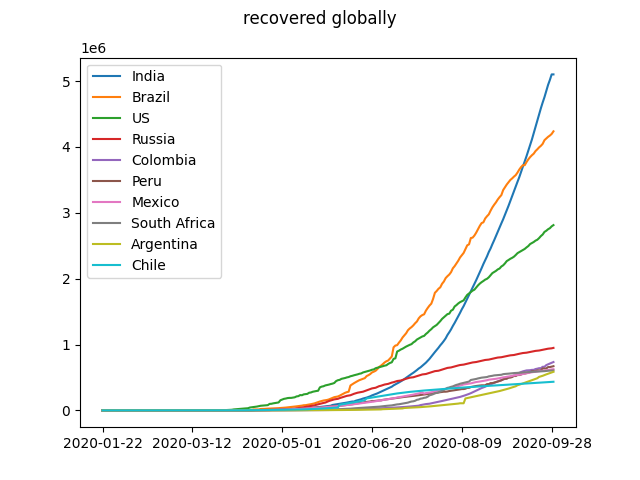 recovered globally
1e6
5
4
3
2
1
0
India
Brazil
US
Russia
Colombia
Peru
Mexico
South Africa
Argentina
Chile
2020-01-22 2020-03-12 2020-05-01 2020-06-20 2020-08-09 2020-09-28